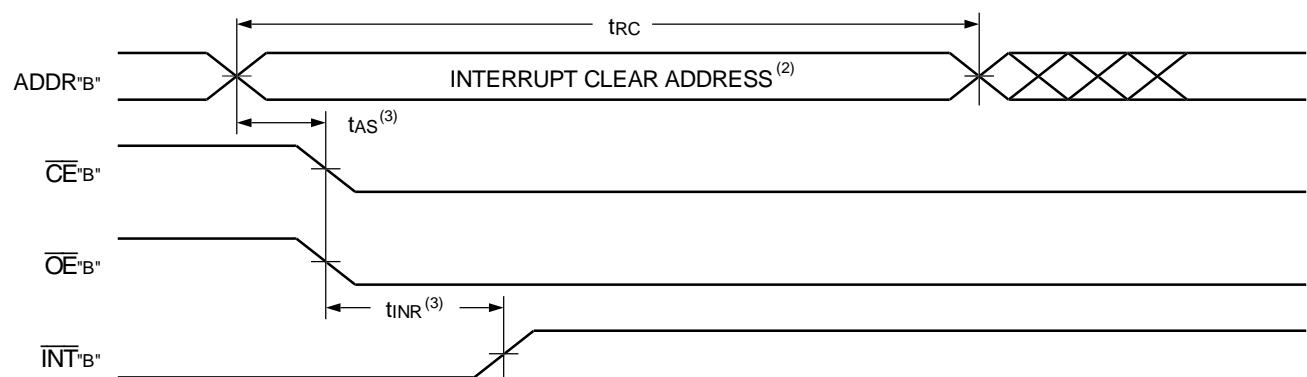 tRC
ADDR"B"
INTERRUPT CLEAR ADDRESS(2)
tAS(3)
CE"B"
OE"B"
tINR(3)
INT"B"